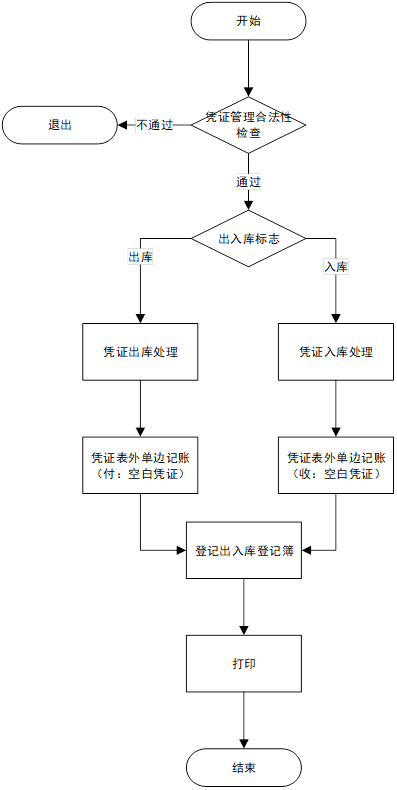 开始
凭证管理合法性
检查
不通过
退出
通过
出入库标志
出库
入库
凭证出库处理
凭证入库处理
凭证表外单边记账
（付：空白凭证）
凭证表外单边记账
（收：空白凭证）
登记出入库登记簿
打印
结束